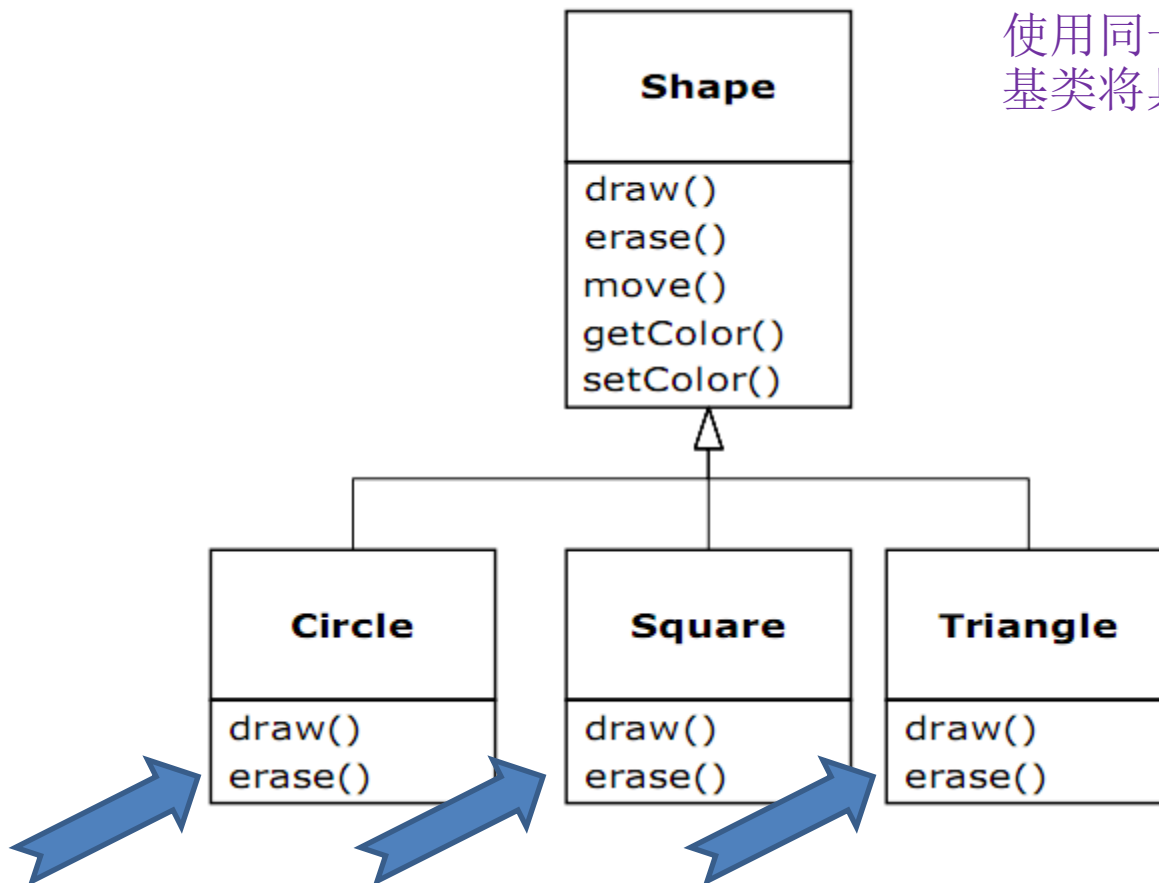 使用同
基类将
Shape
draw()
erase()
move()
getColor()
setColor()
Circle
Square
Triangle
draw()
erase()
draw()
erase()
draw()
erase()